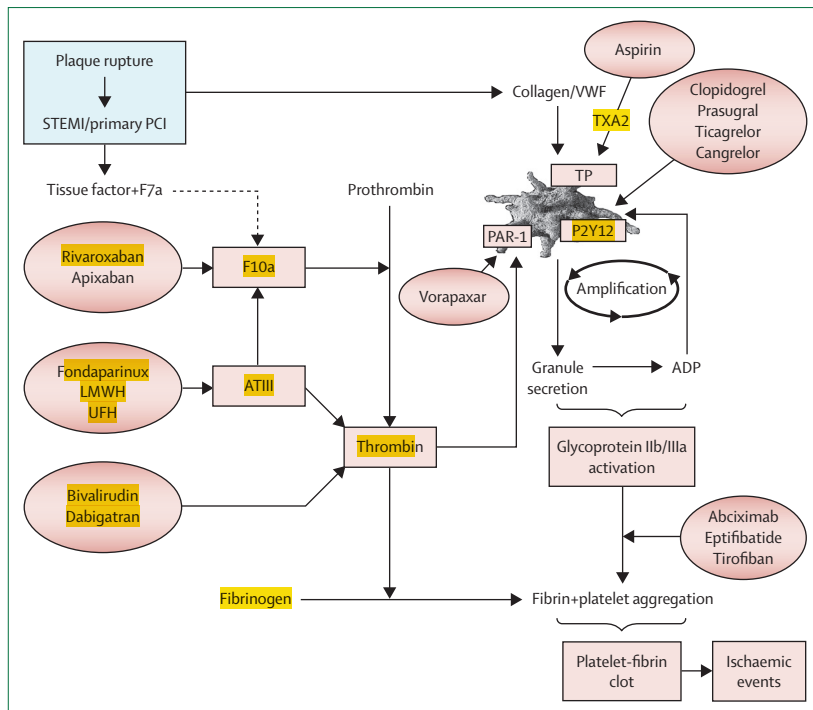 Plaque rupture
STEMI/primary PCI
Collagen/VWF
Aspirin
TXA2
Clopidogrel
Prasugral
Ticagrelor
Cangrelor
Tissue factor+F7a
Prothrombin
TP
PAR-1
P2Y12
Rivaroxaban
Apixaban
F10a
Vorapaxar
Amplification
Fondaparinux
LMWH
UFH
ATIII
Granule
secretion
ADP
Thrombin
Glycoprotein IIb/IIIa
activation
Bivalirudin
Dabigatran
Abciximab
Eptifibatide
Tirofiban
Fibrinogen
Fibrin+platelet aggregation
Platelet-fibrin
clot
Ischaemic
events